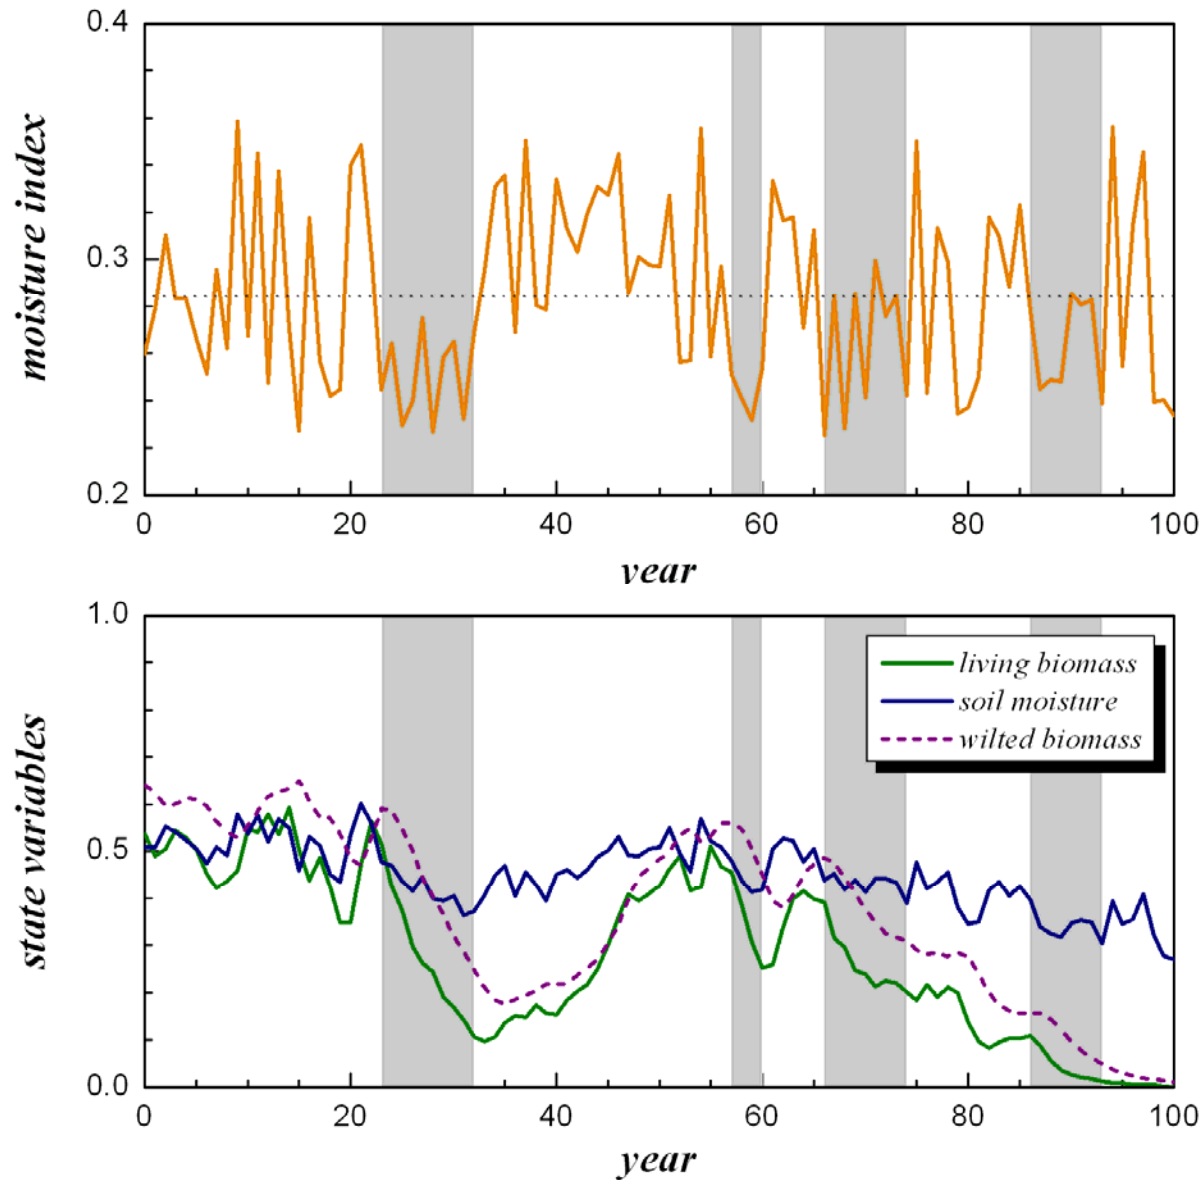 moisture index
0.4
0.3
0.2
0 20 40 60 80 100
year
state variables
1.0
0.5
0.0
living biomass
soil moisture
wilted biomass
0 20 40 60 80 100
year